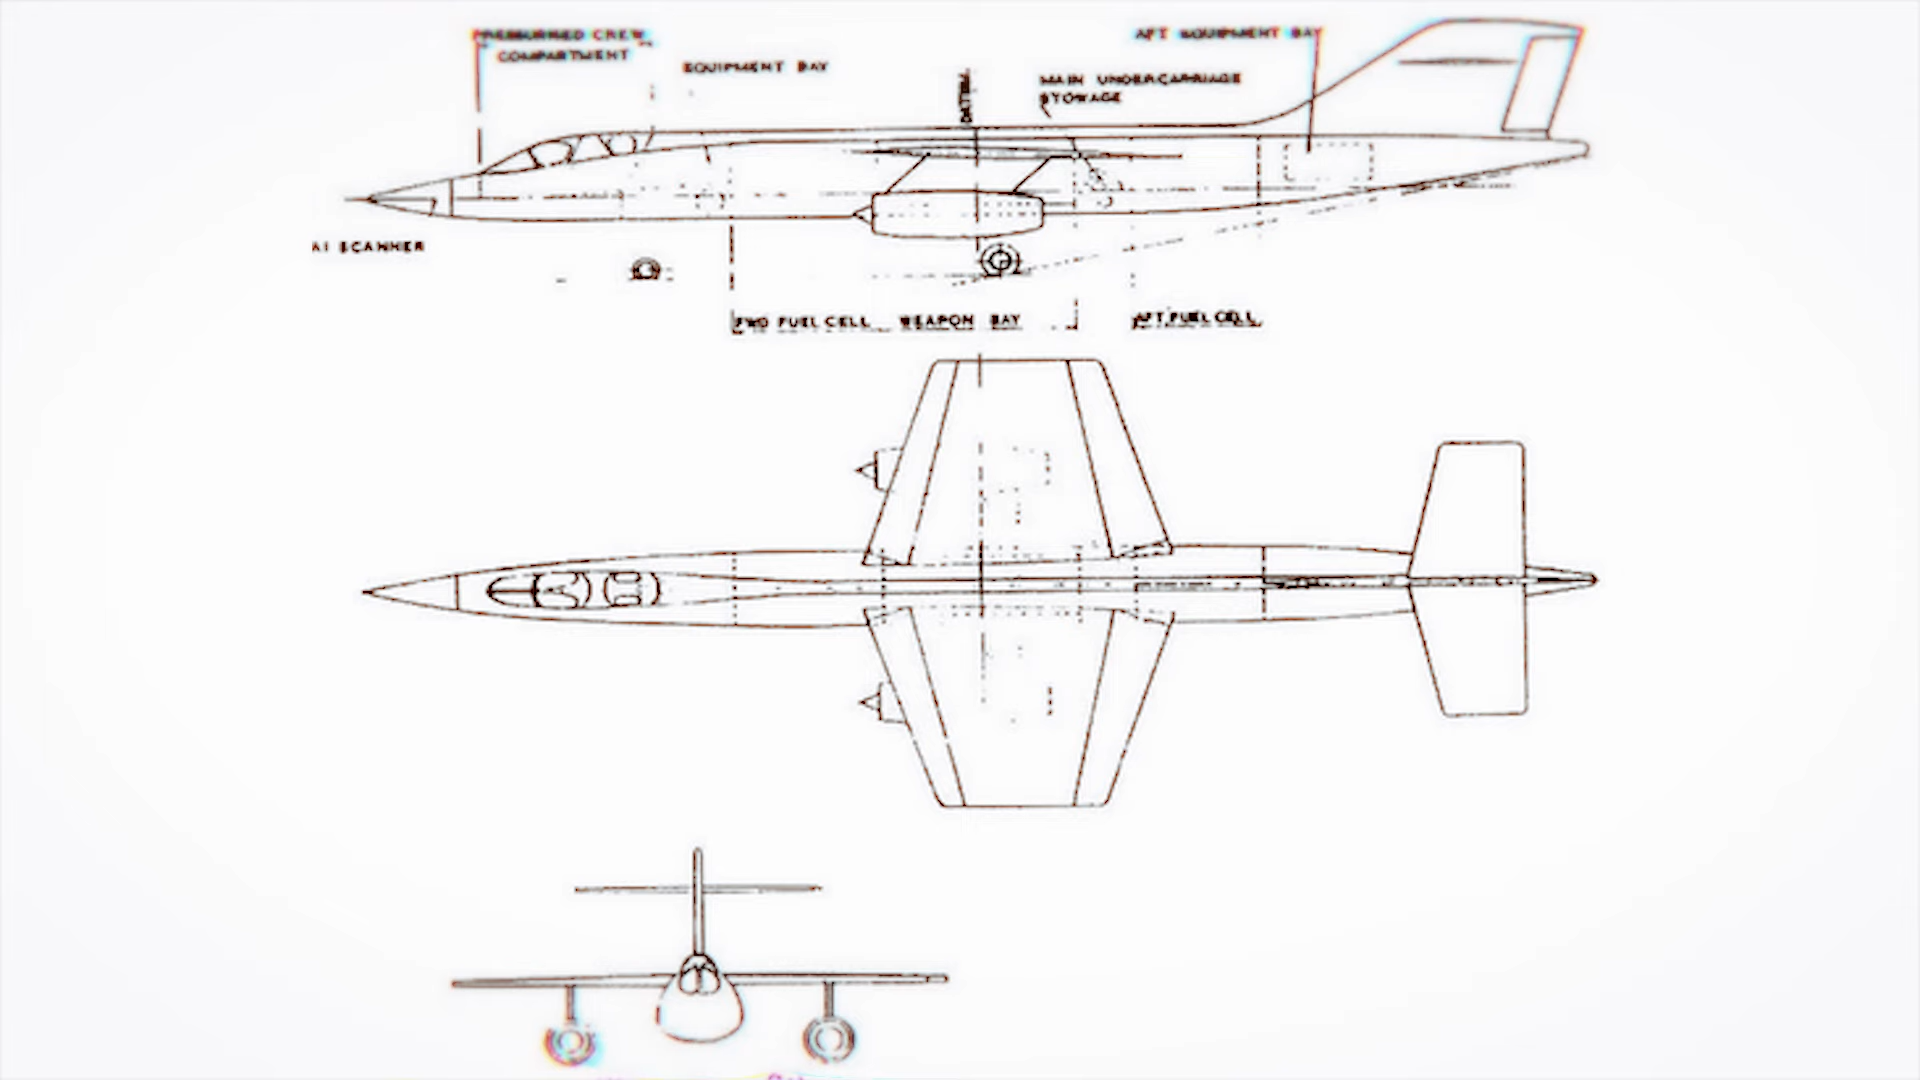 PRESSURISED CREW
COMPARTMENT
EQUIPMENT BAY
DATUM
MAIN UNDERCARRIAGE
STOWAGE
AFT EQUIPMENT BAY
AI SCANNER
FWD FUEL CELL WEAPON BAY
AFT FUEL CELL